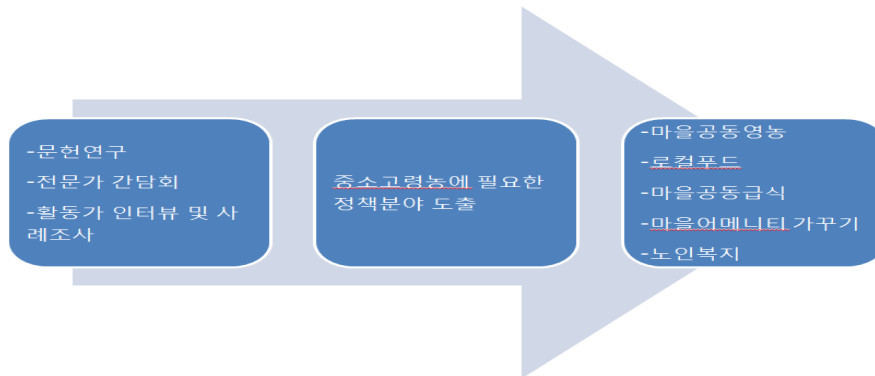 -문헌연구
-전문가 간담회
-활동가 인터뷰 및 사
례조사
중소고령농에 필요한
정책분야 도출
-마을공동영농
-로컬푸드
-마을공동급식
-마을어메니티 가꾸기
-노인복지